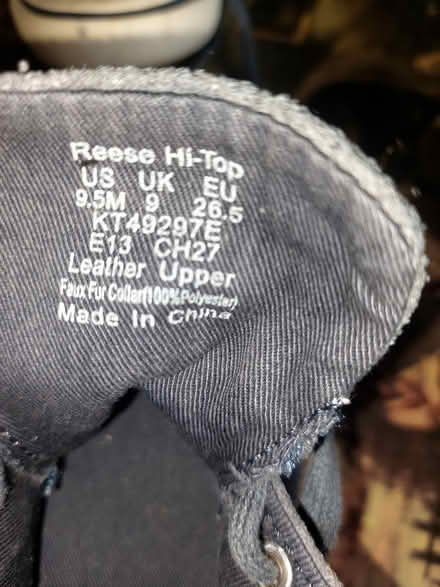 Reese Hi-Top
US UK EU
9.5M 9 26.5
KT49297E
E13 CH27
Leather Upper
Faux Fur Collar(100%Polyester)
Made In China